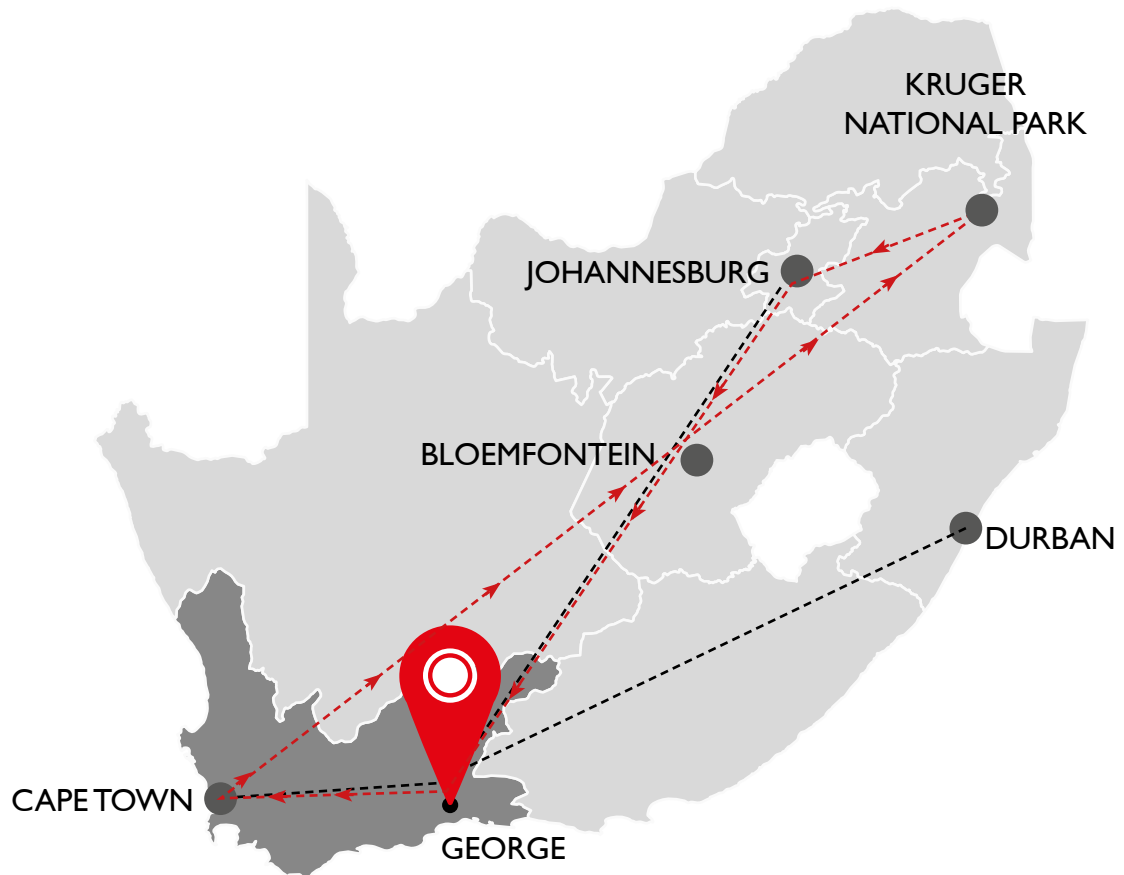 KRUGER
NATIONAL PARK
JOHANNESBURG
BLOEMFONTEIN
DURBAN
CAPE TOWN
GEORGE